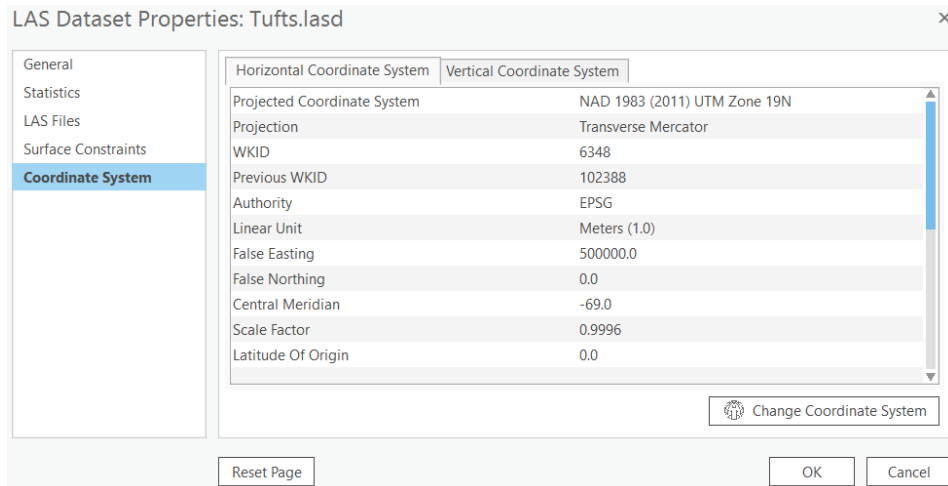 LAS Dataset Properties: Tufts.lasd
General
Statistics
LAS Files
Surface Constraints
Coordinate System
Horizontal Coordinate System Vertical Coordinate System
Projected Coordinate System NAD 1983 (2011) UTM Zone 19N
Projection Transverse Mercator
WKID 6348
Previous WKID 102388
Authority EPSG
Linear Unit Meters (1.0)
False Easting 500000.0
False Northing 0.0
Central Meridian -69.0
Scale Factor 0.9996
Latitude Of Origin 0.0
Change Coordinate System
Reset Page OK Cancel